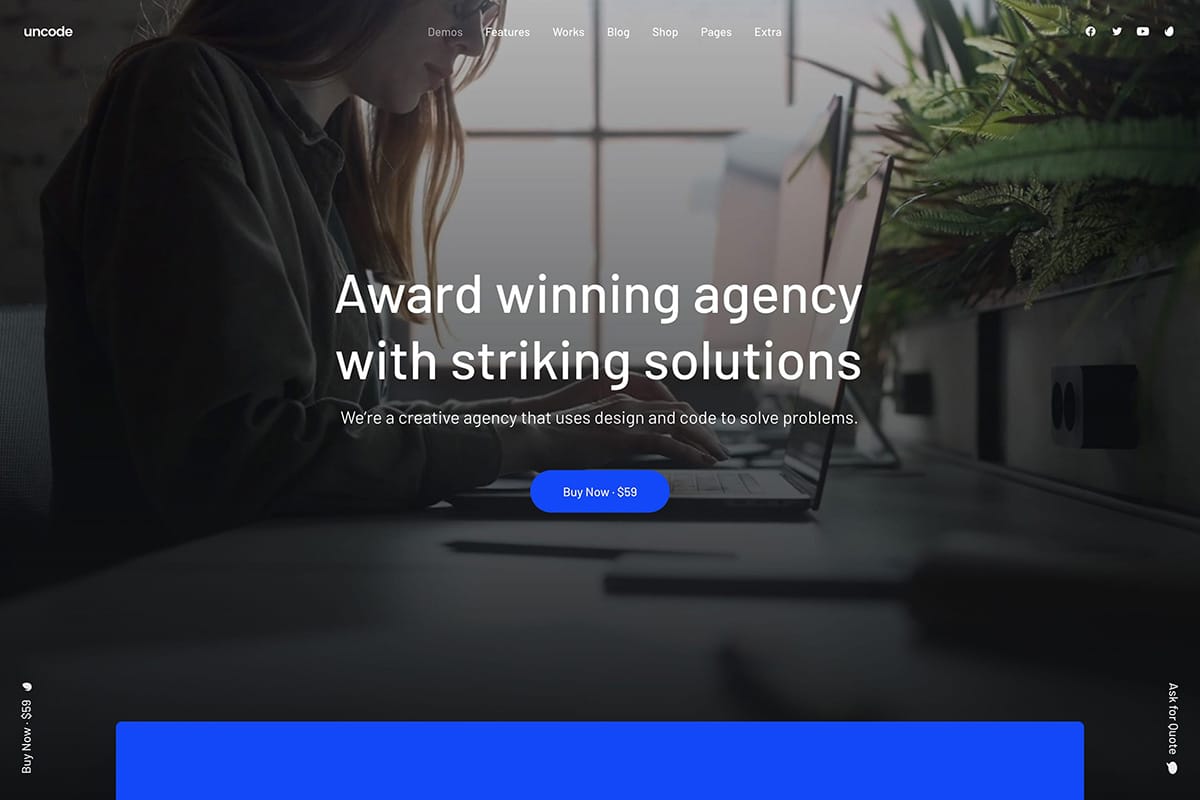 uncode
Demos Features Works Blog Shop Pages Extra
Award winning agency
with striking solutions
We’re a creative agency that uses design and code to solve problems.
Buy Now · $59
Buy Now · $59
Ask for Quote